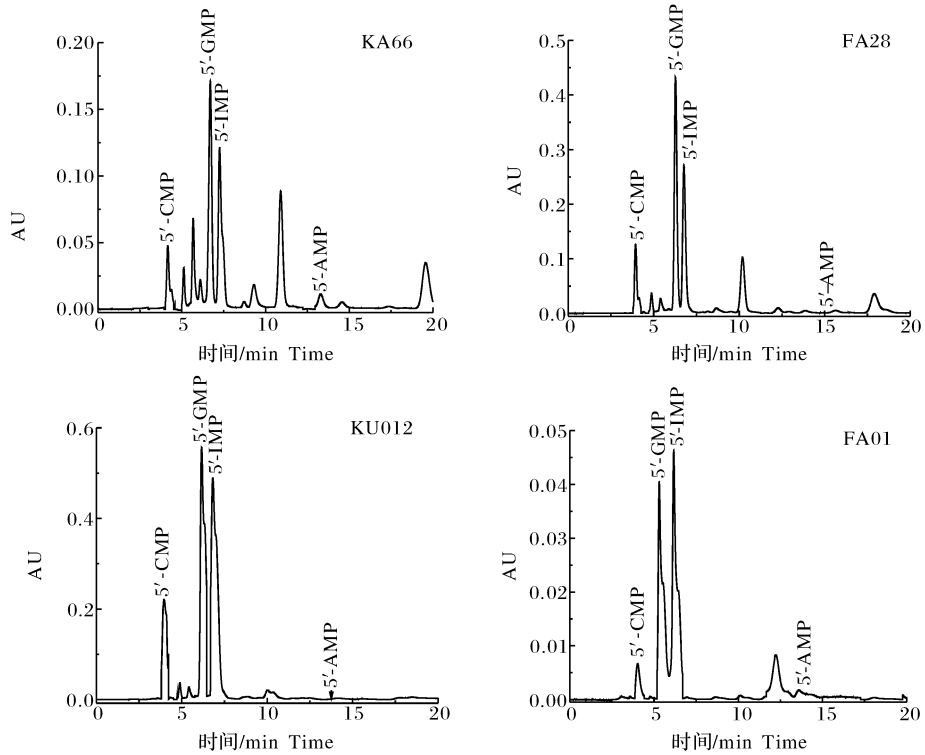 KA66
0.20
0.15
0.10
0.05
0.00
AU
5′-CMP
5′-GMP
5′-IMP
5′-AMP
0 5 10 15 20
时间/min Time
FA28
0.5
0.4
0.3
0.2
0.1
0.0
AU
5′-CMP
5′-GMP
5′-IMP
5′-AMP
0 5 10 15 20
时间/min Time
KU012
0.6
0.4
0.2
0.0
AU
5′-CMP
5′-GMP
5′-IMP
5′-AMP
0 5 10 15 20
时间/min Time
FA01
0.05
0.04
0.03
0.02
0.01
0.00
AU
5′-CMP
5′-GMP
5′-IMP
5′-AMP
0 5 10 15 20
时间/min Time